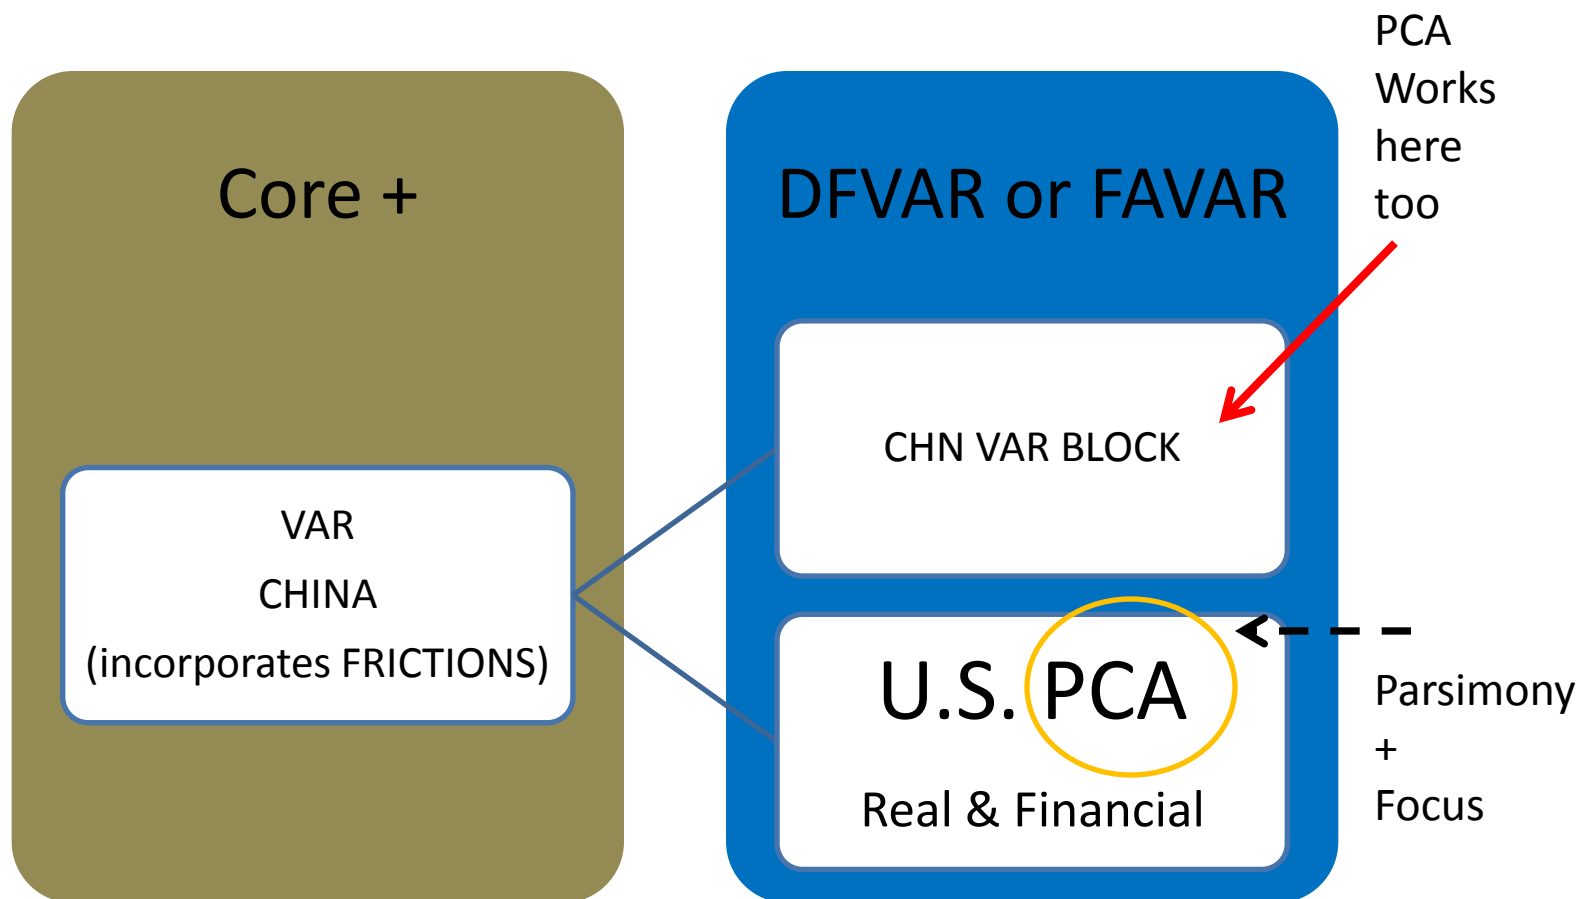 Core +
VAR
CHINA
(incorporates FRICTIONS)
DFVAR or FAVAR
CHN VAR BLOCK
U.S. PCA
Real & Financial
PCA
Works
here
too
Parsimony
+
Focus